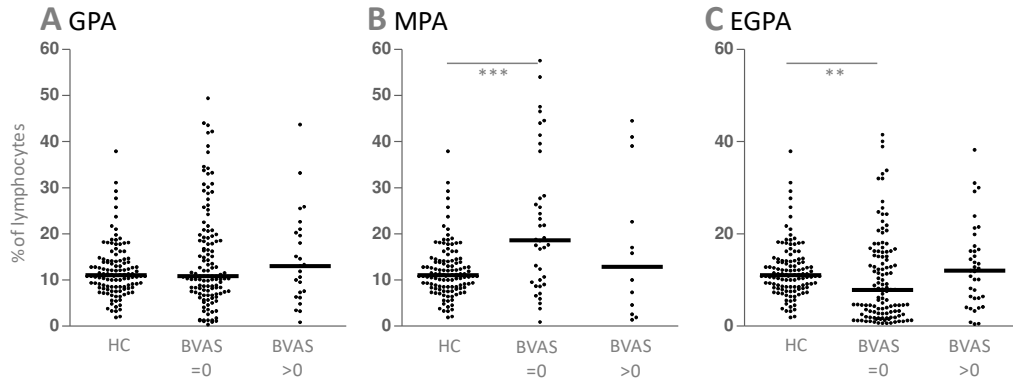 A GPA
B MPA
C EGPA
% of lymphocytes
60
50
40
30
20
10
0
HC
BVAS
=0
BVAS
>0
60
50
40
30
20
10
0
***
HC
BVAS
=0
BVAS
>0
60
40
20
0
**
HC
BVAS
=0
BVAS
>0